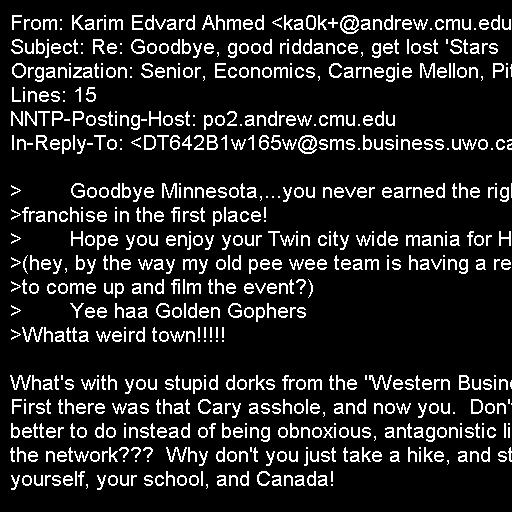 From: Karim Edvard Ahmed <ka0k+@andrew.cmu.edu
Subject: Re: Goodbye, good riddance, get lost 'Stars
Organization: Senior, Economics, Carnegie Mellon, Pit
Lines: 15
NNTP-Posting-Host: po2.andrew.cmu.edu
In-Reply-To: <DT642B1w165w@sms.business.uwo.ca
>        Goodbye Minnesota,...you never earned the rig
>franchise in the first place!
>        Hope you enjoy your Twin city wide mania for H
>(hey, by the way my old pee wee team is having a re
>to come up and film the event?)
>        Yee haa Golden Gophers
>Whatta weird town!!!!!
What's with you stupid dorks from the "Western Busine
First there was that Cary asshole, and now you.  Don't
better to do instead of being obnoxious, antagonistic li
the network???  Why don't you just take a hike, and st
yourself, your school, and Canada!